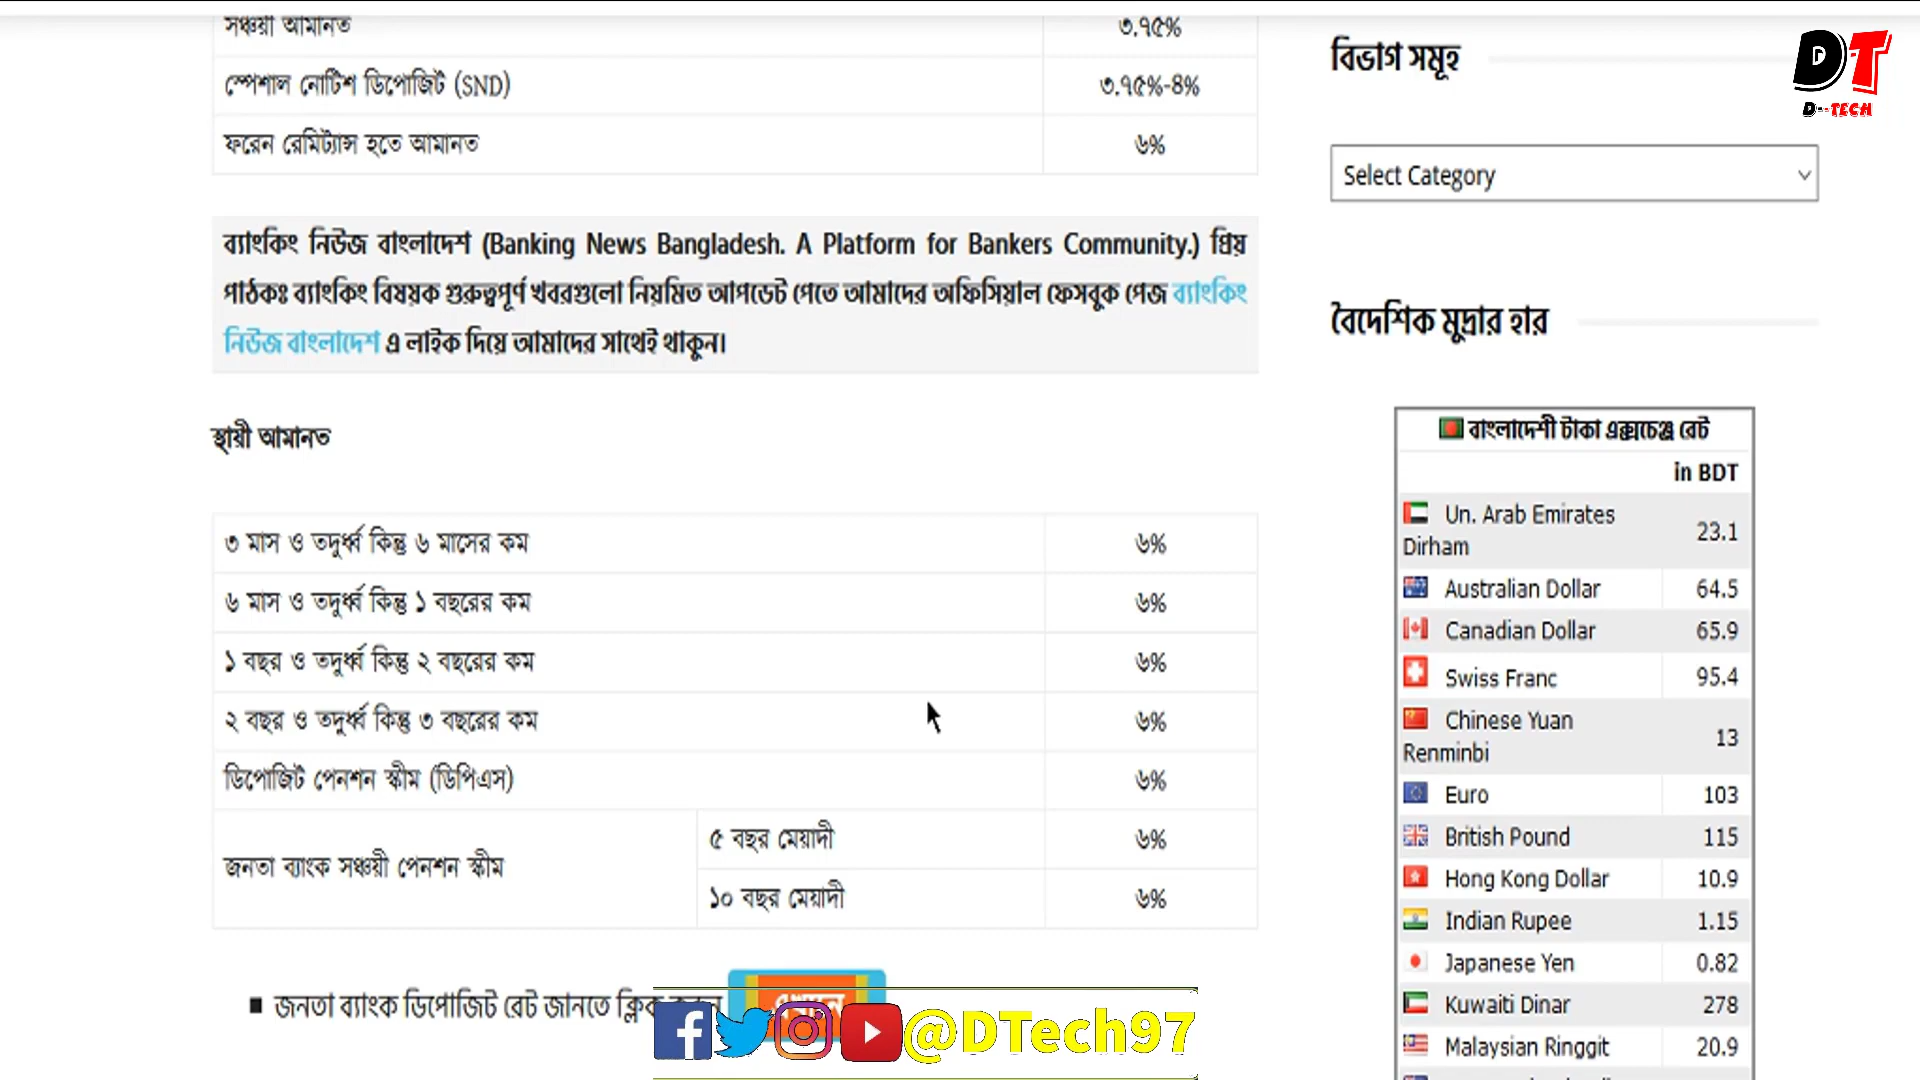 সঞ্চয়ী আমানত ৩.৭৫%
স্পেশাল নোটিশ ডিপোজিট (SND) ৩.৭৫%-৪%
ফরেন রেমিট্যান্স হতে আমানত ৬%
ব্যাংকিং নিউজ বাংলাদেশ (Banking News Bangladesh. A Platform for Bankers Community.) প্রিয়
পাঠকঃ ব্যাংকিং বিষয়ক গুরুত্বপূর্ণ খবরগুলো নিয়মিত আপডেট পেতে আমাদের অফিসিয়াল ফেসবুক পেজ ব্যাংকিং
নিউজ বাংলাদেশ এ লাইক দিয়ে আমাদের সাথেই থাকুন।
স্থায়ী আমানত
৩ মাস ও তদুর্ধ্ব কিন্তু ৬ মাসের কম ৬%
৬ মাস ও তদুর্ধ্ব কিন্তু ১ বছরের কম ৬%
১ বছর ও তদুর্ধ্ব কিন্তু ২ বছরের কম ৬%
২ বছর ও তদুর্ধ্ব কিন্তু ৩ বছরের কম ৬%
ডিপোজিট পেনশন স্কীম (ডিপিএস) ৬%
জনতা ব্যাংক সঞ্চয়ী পেনশন স্কীম
৫ বছর মেয়াদী ৬%
১০ বছর মেয়াদী ৬%
জনতা ব্যাংক ডিপোজিট রেট জানতে
@DTech97
বিভাগ সমূহ
DT
D--TECH
Select Category
বৈদেশিক মুদ্রার হার
বাংলাদেশী টাকা এক্সচেঞ্জ রেট
in BDT
Un. Arab Emirates
Dirham 23.1
Australian Dollar 64.5
Canadian Dollar 65.9
Swiss Franc 95.4
Chinese Yuan
Renminbi 13
Euro 103
British Pound 115
Hong Kong Dollar 10.9
Indian Rupee 1.15
Japanese Yen 0.82
Kuwaiti Dinar 278
Malaysian Ringgit 20.9